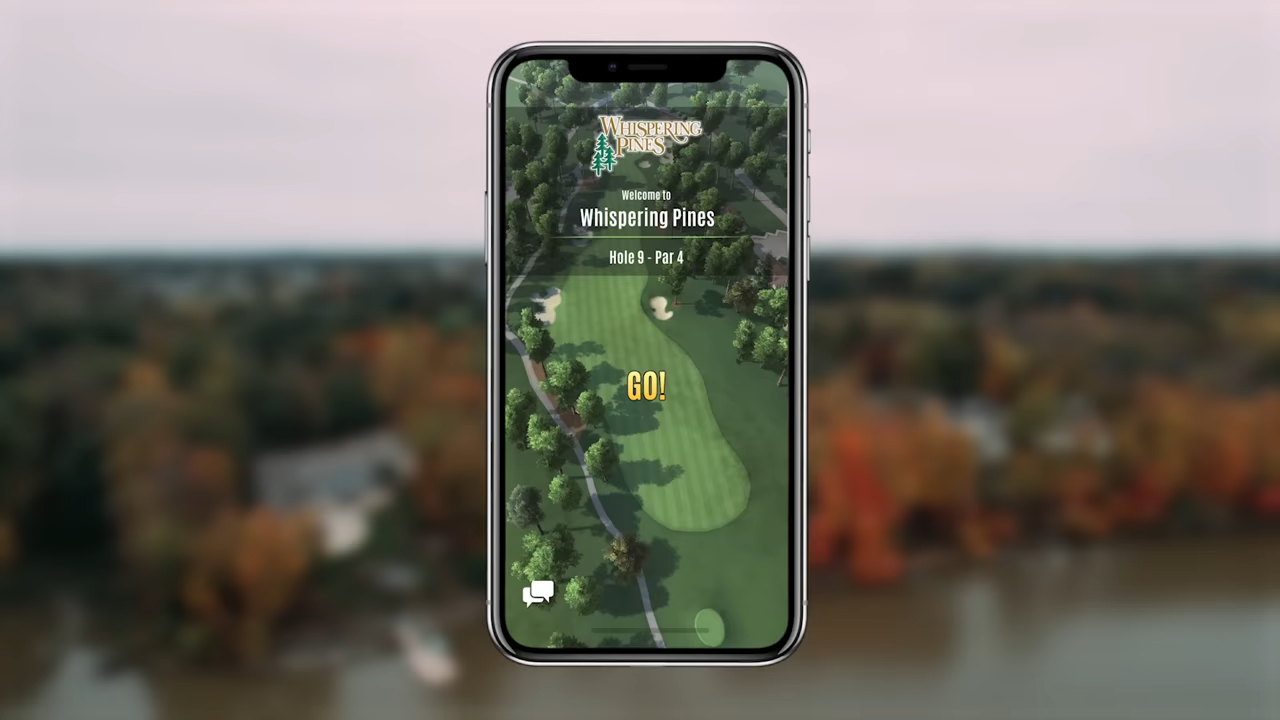 WHISPERING
PINES
Welcome to
Whispering Pines
Hole 9 - Par 4
GO!